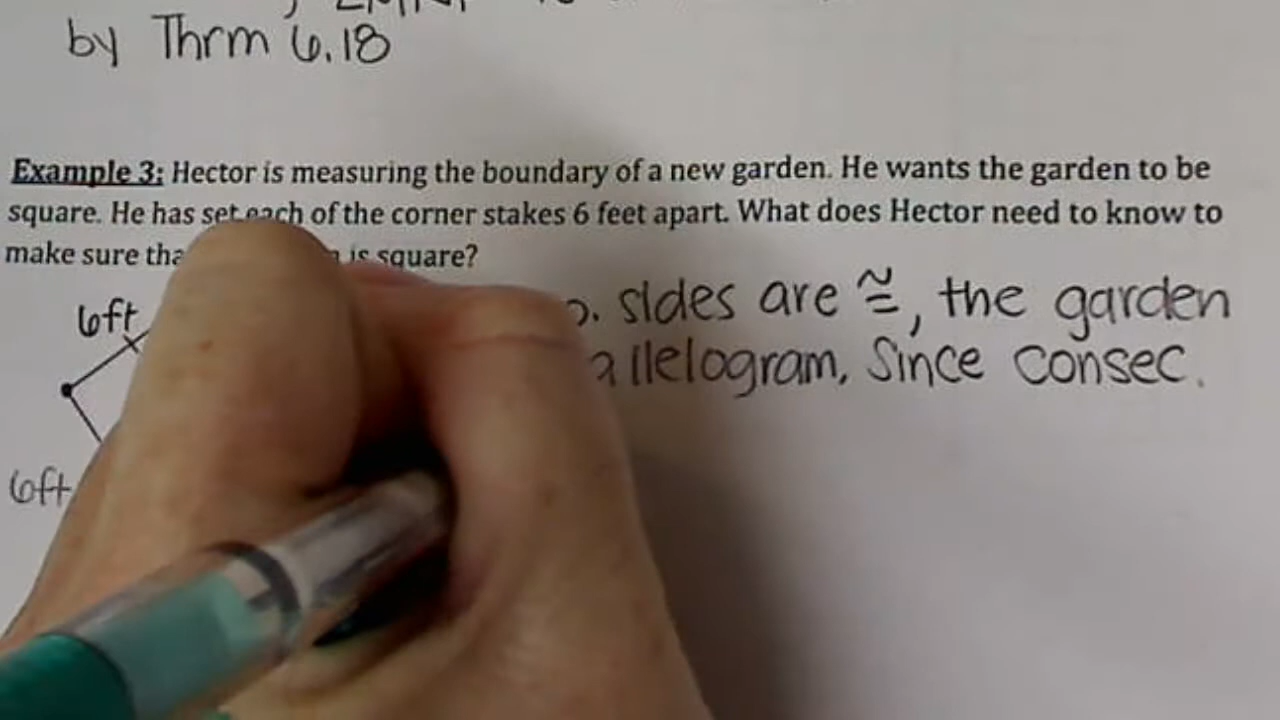 by Thrm 6.18
Example 3: Hector is measuring the boundary of a new garden. He wants the garden to be
square. He has set each of the corner stakes 6 feet apart. What does Hector need to know to
make sure is square?
6ft
sides are ≅, the garden
Since consec.
6ft